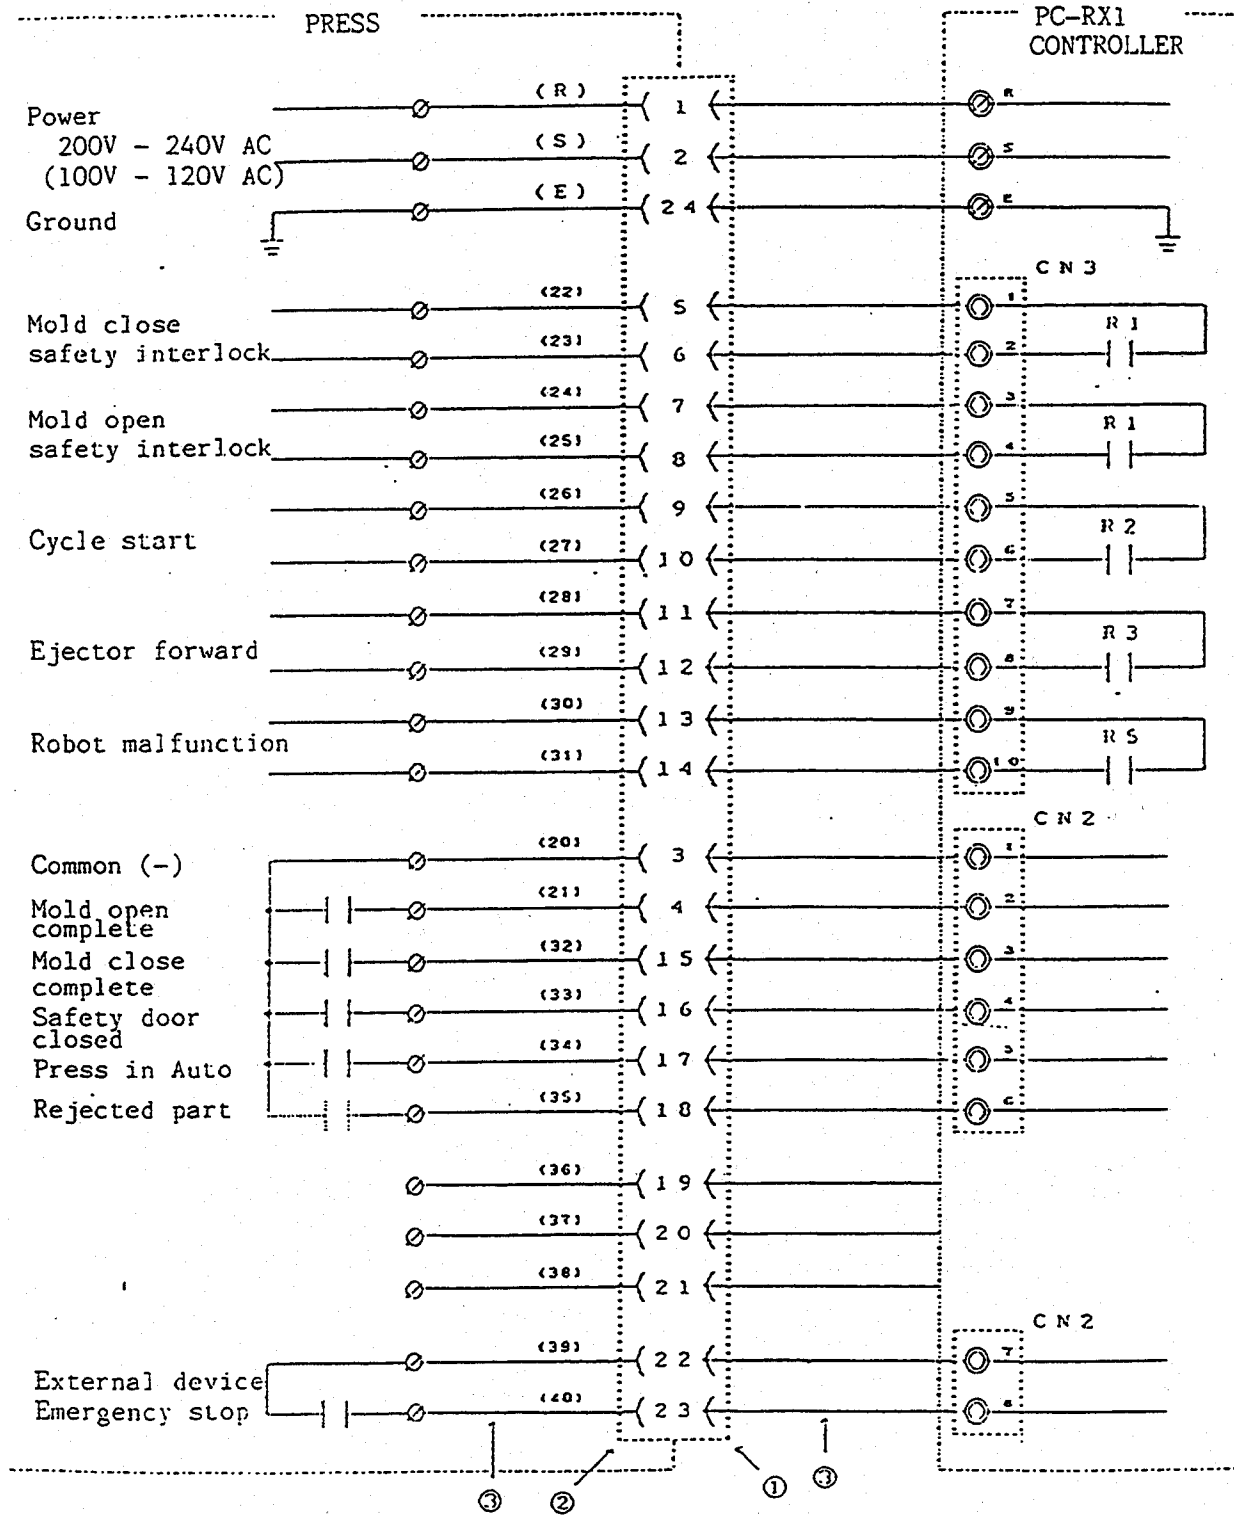 PRESS
PC-RX1
CONTROLLER
Power
200V - 240V AC
(100V - 120V AC)
Ground
(R) 1 R
(S) 2 S
(E) 24 E
CN3
Mold close
safety interlock
(22) 5 1
R1
(23) 6 2
Mold open
safety interlock
(24) 7 3
R1
(25) 8 4
Cycle start
(26) 9 5
R2
(27) 10 6
Ejector forward
(28) 11 7
R3
(29) 12 8
Robot malfunction
(30) 13 9
R5
(31) 14 10
CN2
Common (-)
(20) 3 1
Mold open
complete
(21) 4 2
Mold close
complete
(32) 15 3
Safety door
closed
(33) 16 4
Press in Auto
(34) 17 5
Rejected part
(35) 18 6
(36) 19
(37) 20
(38) 21
CN2
External device
Emergency stop
(39) 22 7
(40) 23 8
③ ② ① ③